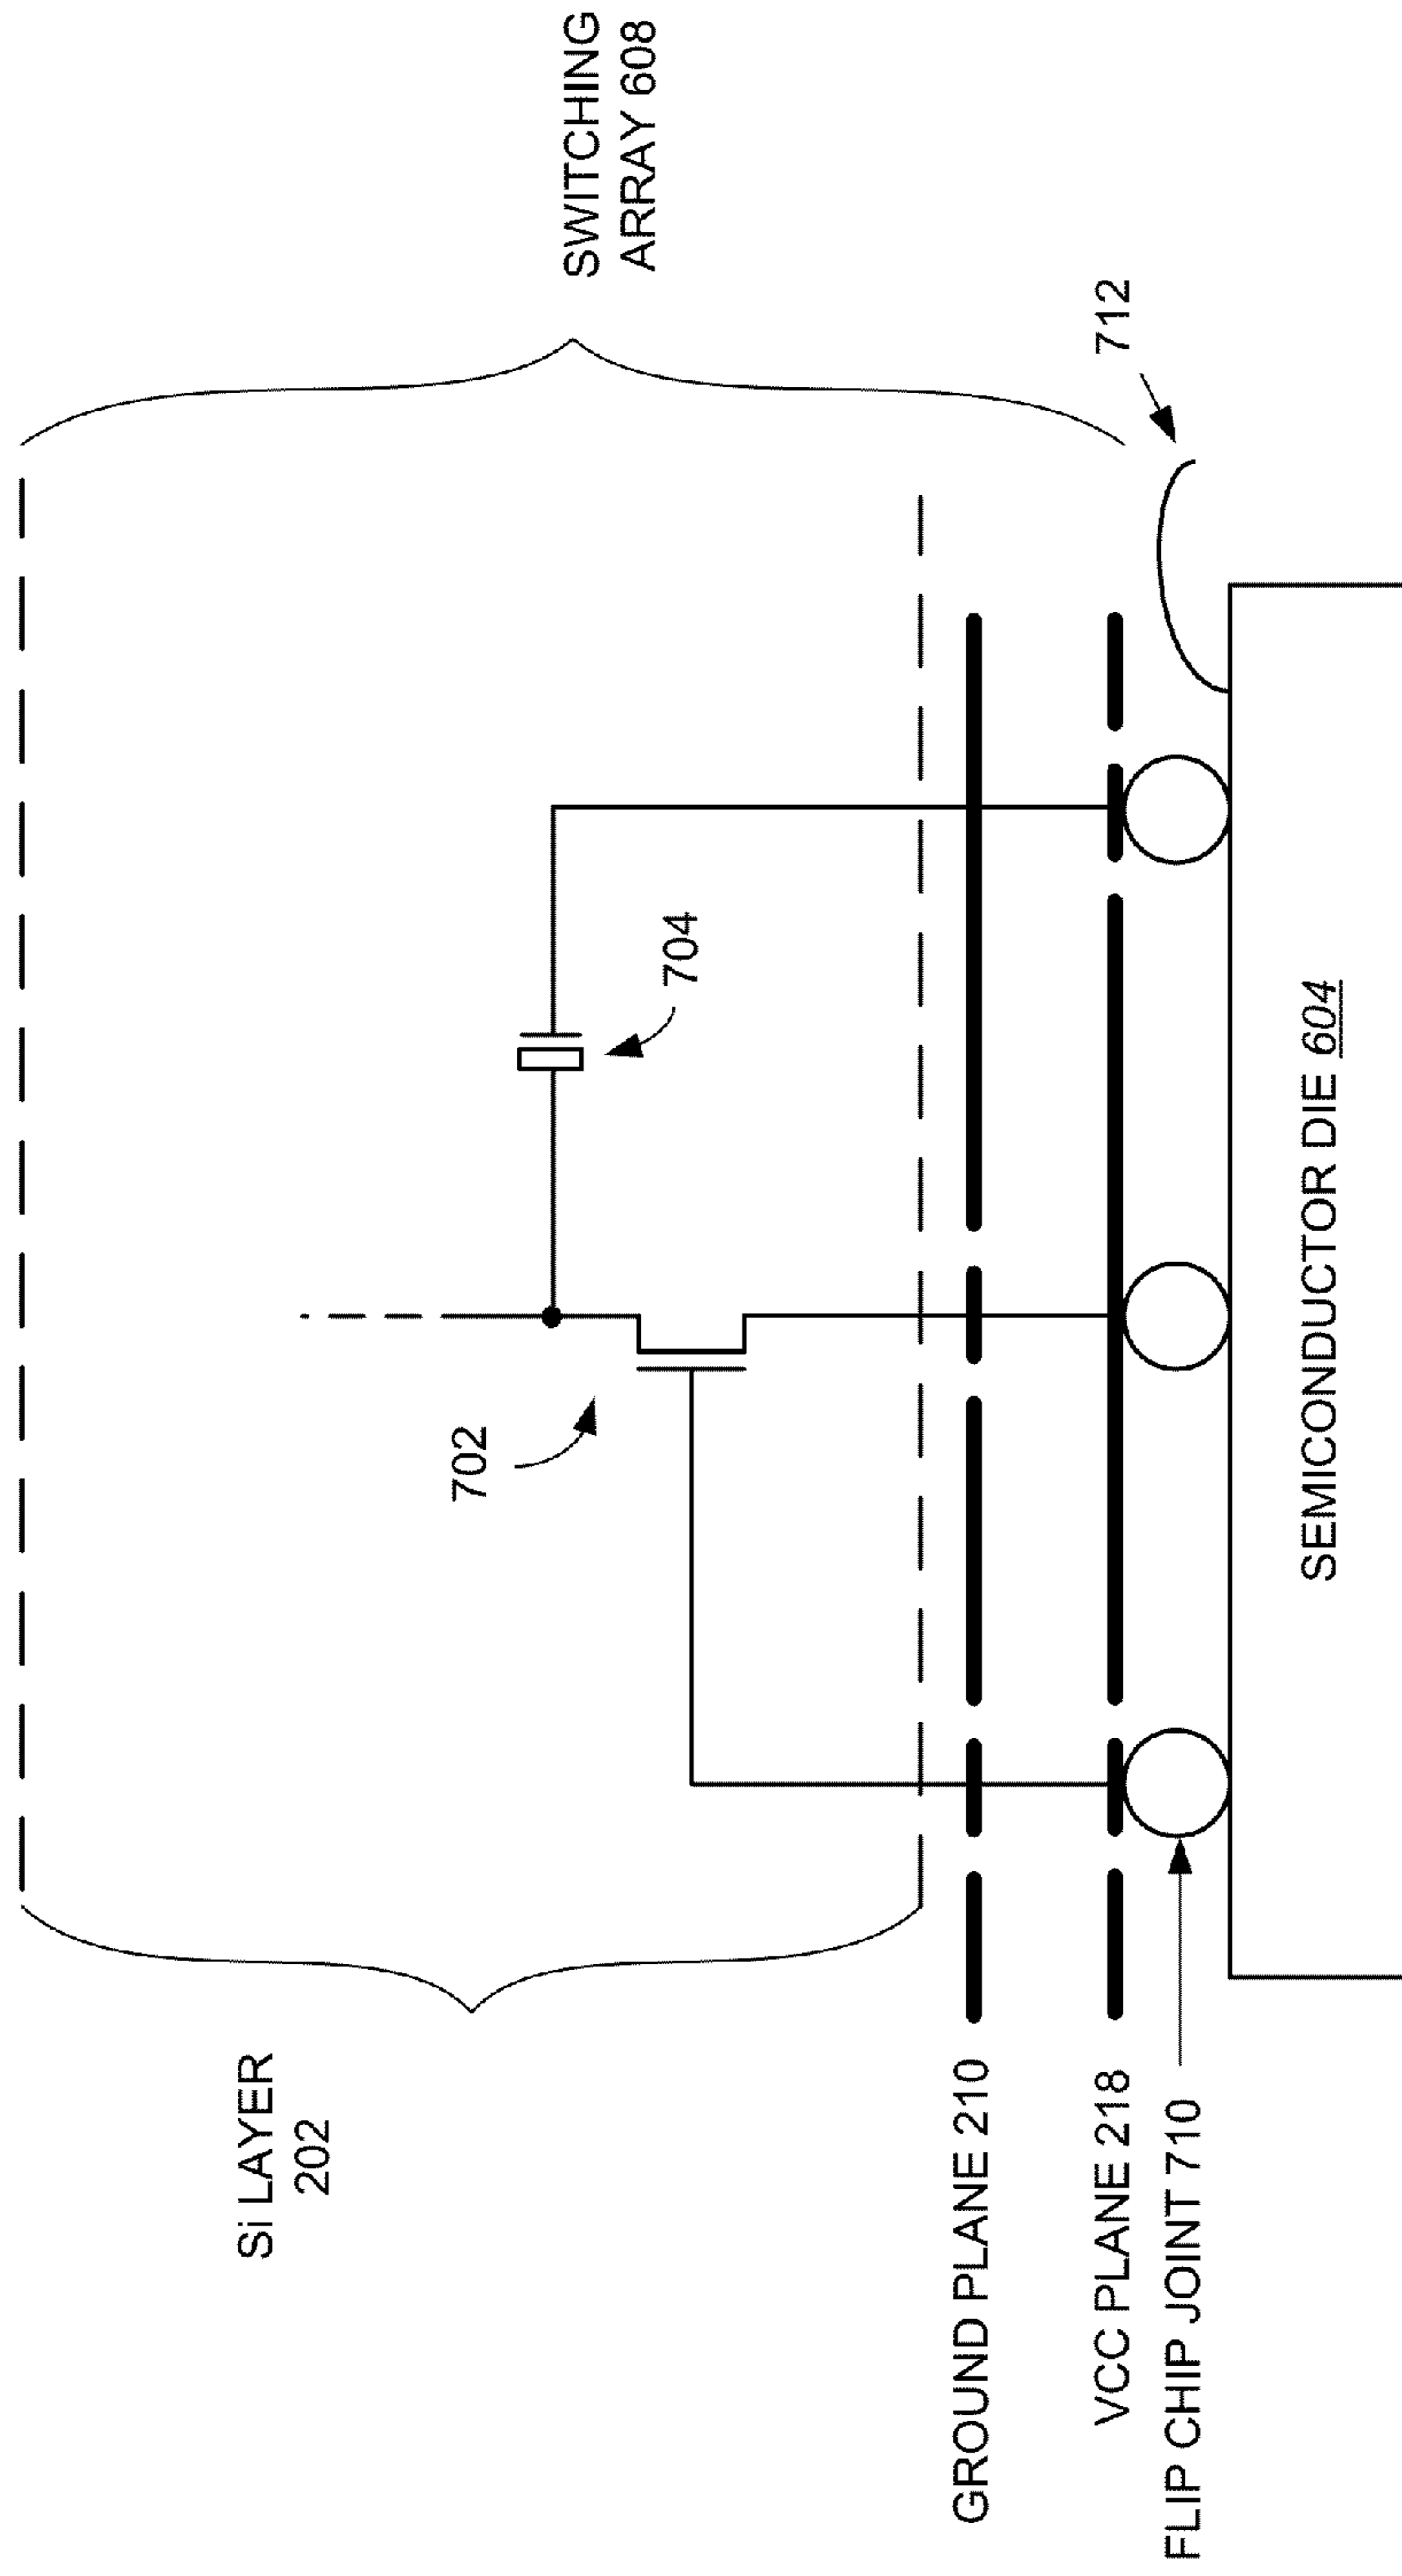 SWITCHING
ARRAY 608
712
704
702
Si LAYER
202
GROUND PLANE 210
VCC PLANE 218
FLIP CHIP JOINT 710
SEMICONDUCTOR DIE 604